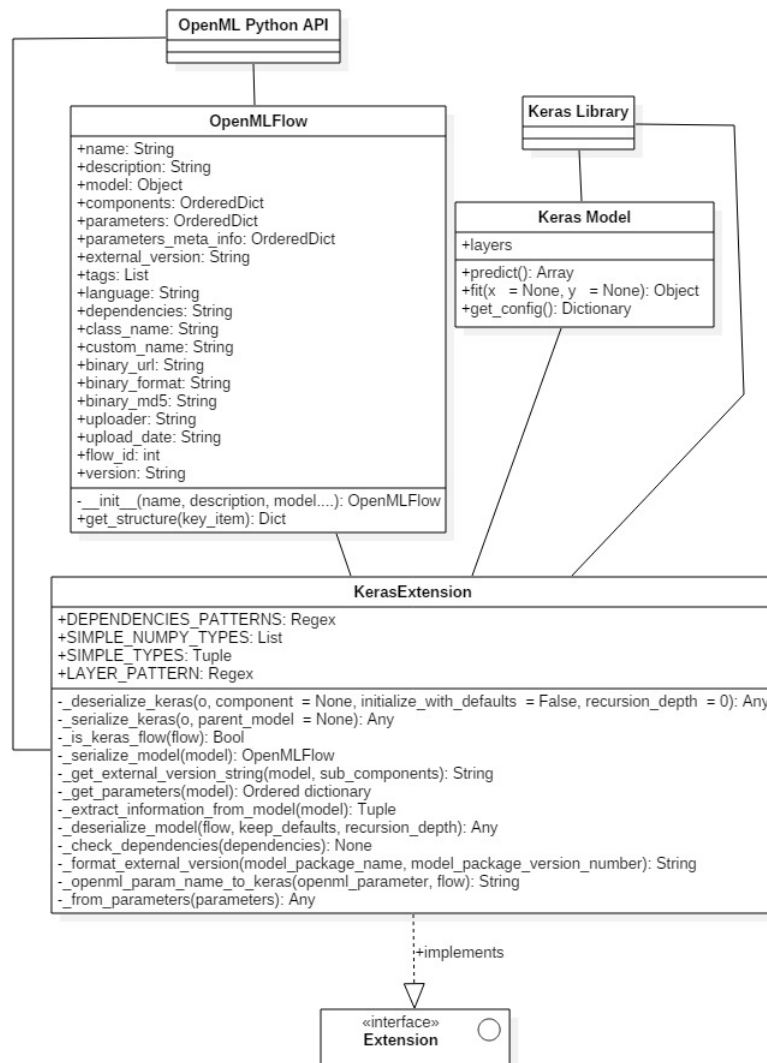 OpenML Python API
OpenMLFlow
+name: String
+description: String
+model: Object
+components: OrderedDict
+parameters: OrderedDict
+parameters_meta_info: OrderedDict
+external_version: String
+tags: List
+language: String
+dependencies: String
+class_name: String
+custom_name: String
+binary_url: String
+binary_format: String
+binary_md5: String
+uploader: String
+upload_date: String
+flow_id: int
+version: String
-__init__(name, description, model....): OpenMLFlow
+get_structure(key_item): Dict
Keras Library
Keras Model
+layers
+predict(): Array
+fit(x = None, y = None): Object
+get_config(): Dictionary
KerasExtension
+DEPENDENCIES_PATTERNS: Regex
+SIMPLE_NUMPY_TYPES: List
+SIMPLE_TYPES: Tuple
+LAYER_PATTERN: Regex
-_deserialize_keras(o, component = None, initialize_with_defaults = False, recursion_depth = 0): Any
-_serialize_keras(o, parent_model = None): Any
-_is_keras_flow(flow): Bool
-_serialize_model(model): OpenMLFlow
-_get_external_version_string(model, sub_components): String
-_get_parameters(model): Ordered dictionary
-_extract_information_from_model(model): Tuple
-_deserialize_model(flow, keep_defaults, recursion_depth): Any
-_check_dependencies(dependencies): None
-_format_external_version(model_package_name, model_package_version_number): String
-_openml_param_name_to_keras(openml_parameter, flow): String
-_from_parameters(parameters): Any
+implements
«interface»
Extension